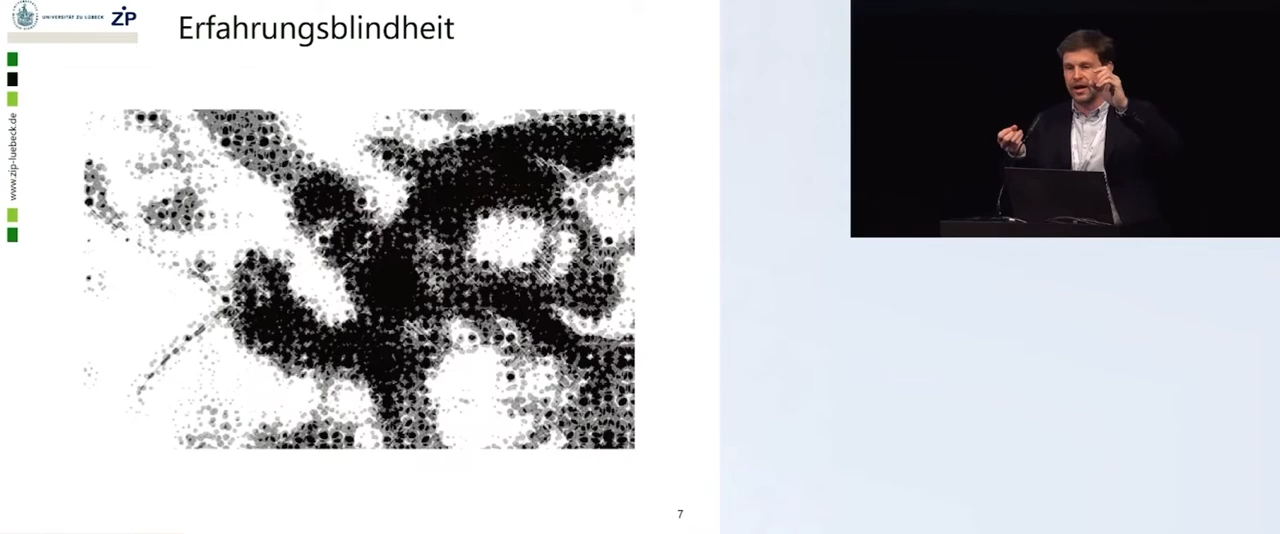 UNIVERSITÄT ZU LÜBECK
ZIP
Erfahrungsblindheit
www.zip-luebeck.de
7